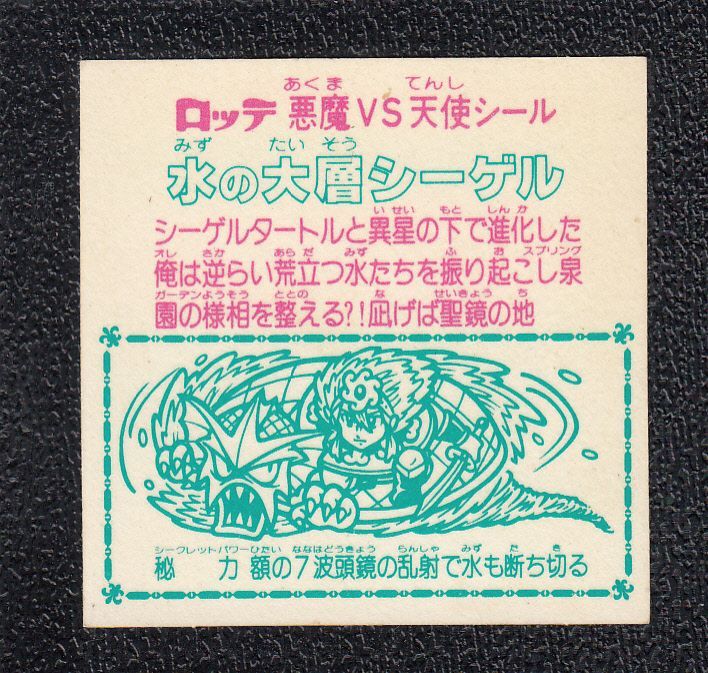 あくま てんし
ロッテ 悪魔VS天使シール
みず たい そう
水の大層シーゲル
い せい もと しん か
シーゲルタートルと異星の下で進化した
オレ さか あら だ みず ふ お スプリング
俺は逆らい荒立つ水たちを振り起こし泉
ガーデンようそう ととの な せいきょう ち
園の様相を整える?!凪げば聖鏡の地
シークレットパワーひたい ななはどうきょう らんしゃ みず た き
秘 力 額の7波頭鏡の乱射で水も断ち切る